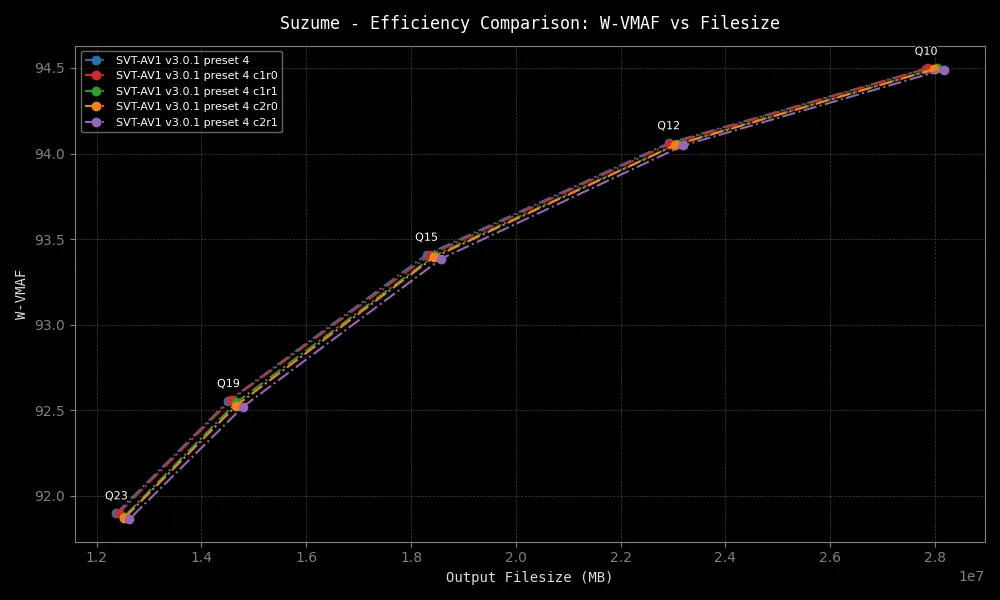 Suzume - Efficiency Comparison: W-VMAF vs Filesize
SVT-AV1 v3.0.1 preset 4
SVT-AV1 v3.0.1 preset 4 c1r0
SVT-AV1 v3.0.1 preset 4 c1r1
SVT-AV1 v3.0.1 preset 4 c2r0
SVT-AV1 v3.0.1 preset 4 c2r1
Q10
Q12
Q15
Q19
Q23
94.5
94.0
93.5
93.0
92.5
92.0
W-VMAF
1.2 1.4 1.6 1.8 2.0 2.2 2.4 2.6 2.8
1e7
Output Filesize (MB)